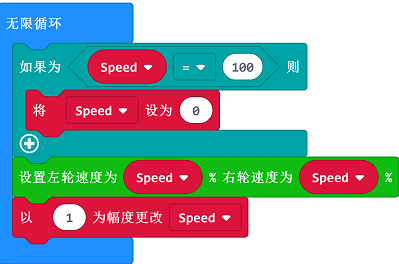 无限循环
如果为 Speed = 100 则
将 Speed 设为 0
设置左轮速度为 Speed % 右轮速度为 Speed %
以 1 为幅度更改 Speed